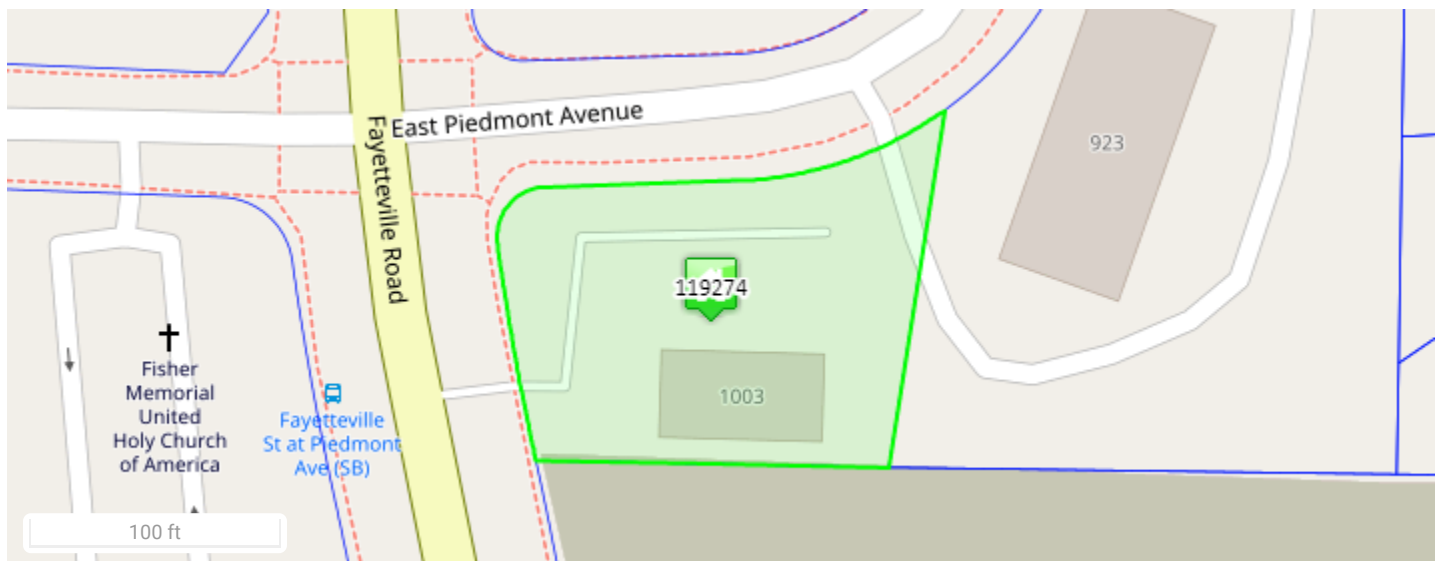 East Piedmont Avenue
Fayetteville Road
923
119274
Fisher
Memorial
United
Holy Church
of America
Fayetteville
St at Piedmont
Ave (SB)
1003
100 ft